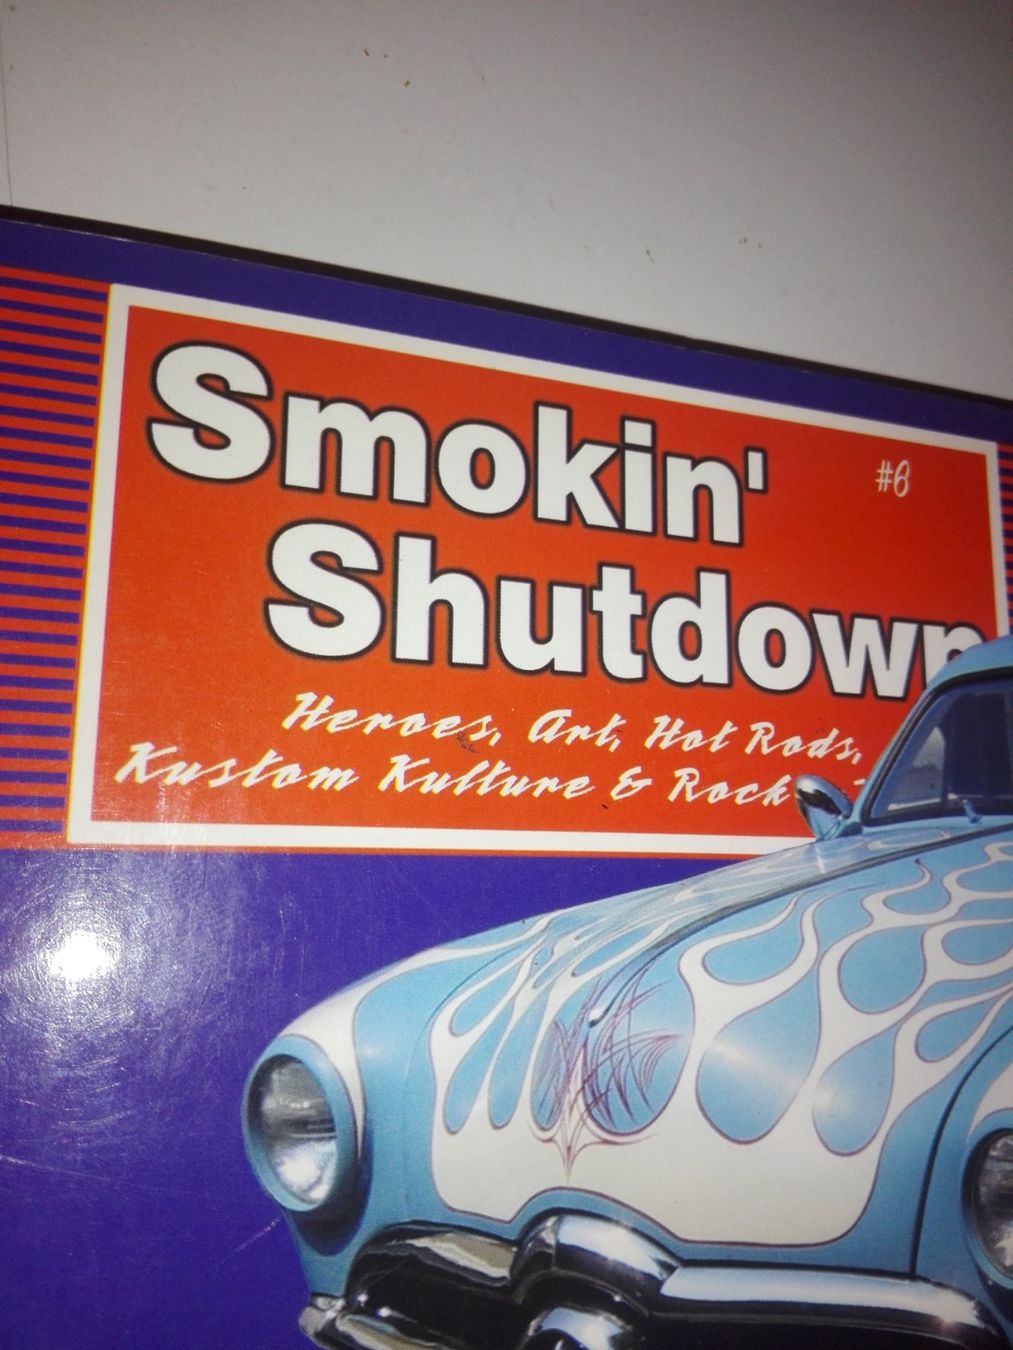 Smokin'
#6
Shutdown
Heroes, Art, Hot Rods,
Kustom Kulture & Rock